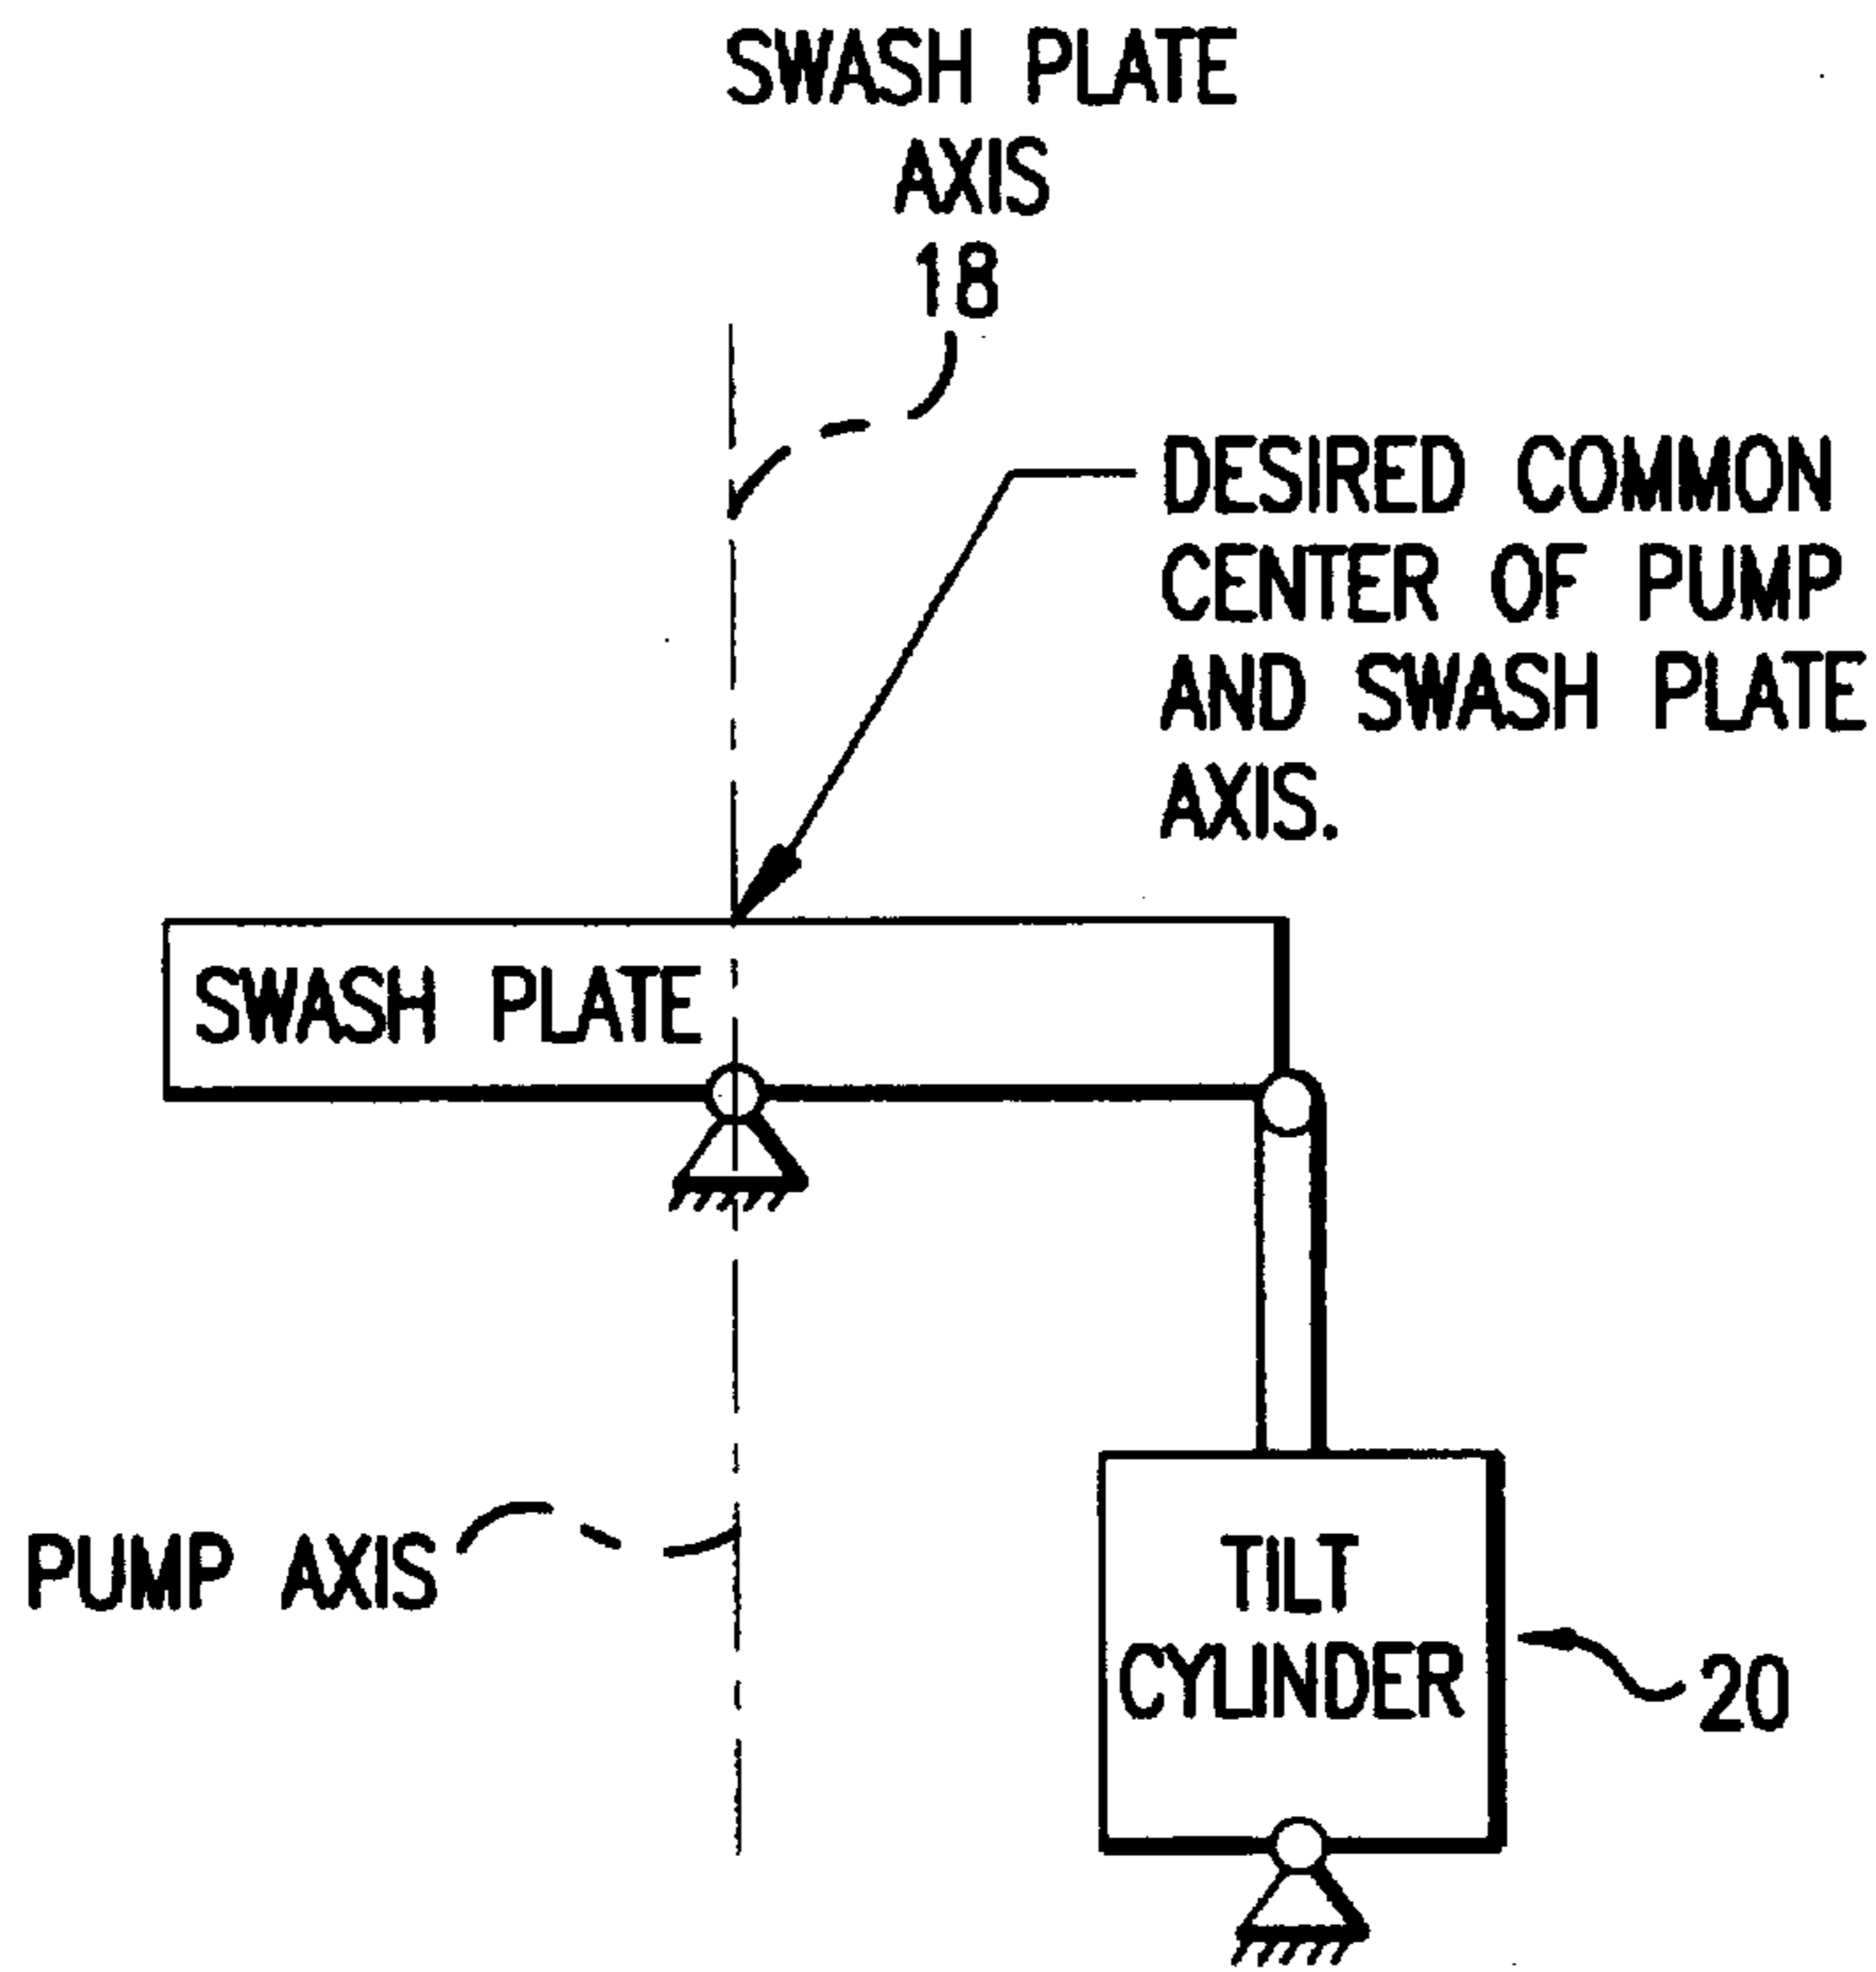 SWASH PLATE
AXIS
18
DESIRED COMMON
CENTER OF PUMP
AND SWASH PLATE
AXIS.
SWASH PLATE
PUMP AXIS
TILT
CYLINDER
20